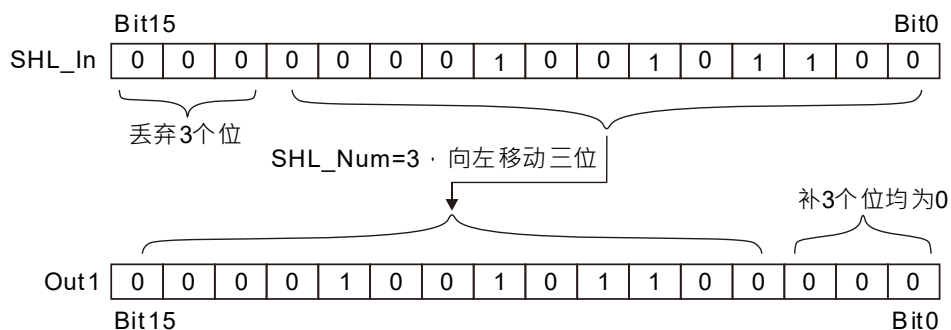 Bit15 Bit0
SHL_In 0 0 0 0 0 0 0 1 0 0 1 0 1 1 0 0
丢弃3个位
SHL_Num=3，向左移动三位
补3个位均为0
Out1 0 0 0 0 1 0 0 1 0 1 1 0 0 0 0 0
Bit15 Bit0